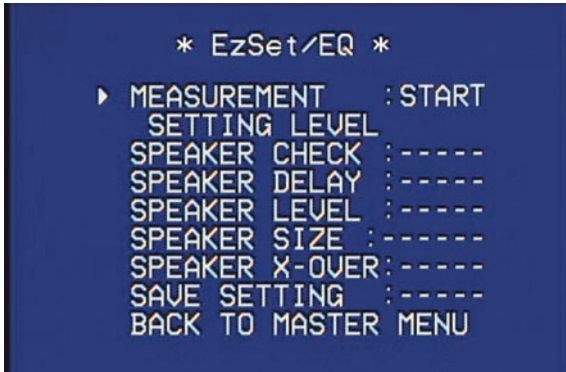 * EzSet/EQ *
MEASUREMENT :START
SETTING LEVEL
SPEAKER CHECK :-----
SPEAKER DELAY :-----
SPEAKER LEVEL :-----
SPEAKER SIZE :------
SPEAKER X-OVER:-----
SAVE SETTING :-----
BACK TO MASTER MENU